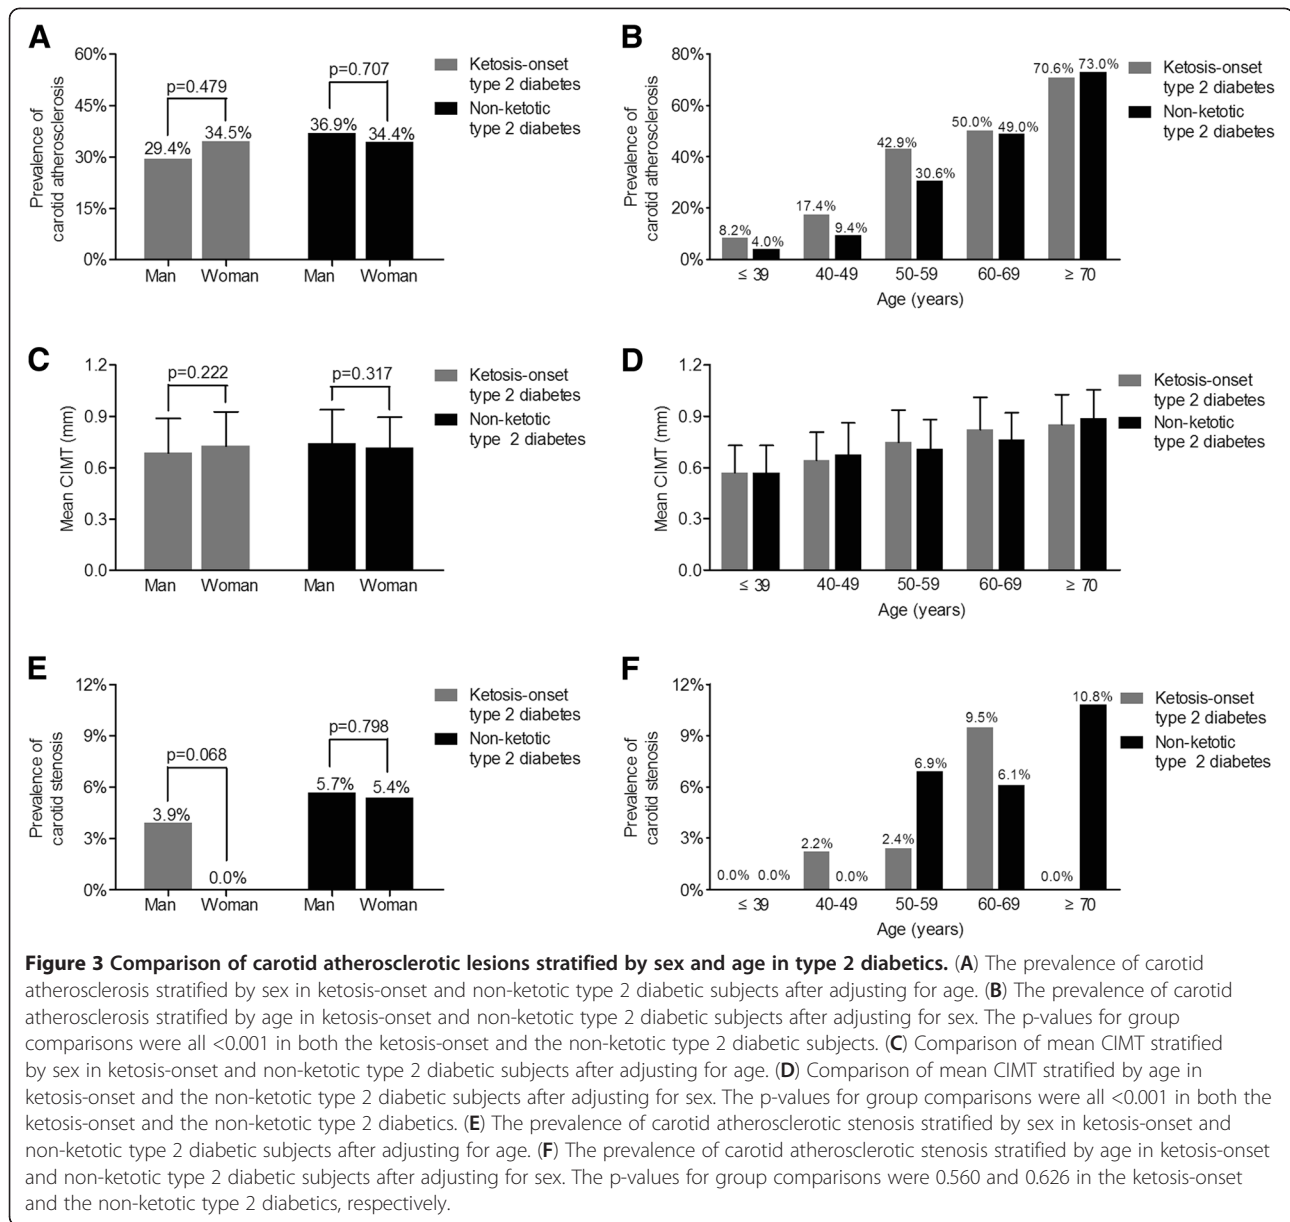 A
60%
45%
30%
15%
0%
Prevalence of
carotid atherosclerosis
p=0.479
p=0.707
29.4%
34.5%
36.9%
34.4%
Man
Woman
Man
Woman
Ketosis-onset
type 2 diabetes
Non-ketotic
type 2 diabetes
B
80%
60%
40%
20%
0%
Prevalence of
carotid atherosclerosis
8.2%
4.0%
17.4%
9.4%
42.9%
30.6%
50.0%
49.0%
70.6%
73.0%
≤ 39
40-49
50-59
60-69
≥ 70
Age (years)
Ketosis-onset
type 2 diabetes
Non-ketotic
type 2 diabetes
C
1.2
0.9
0.6
0.3
0.0
Mean CIMT (mm)
p=0.222
p=0.317
Man
Woman
Man
Woman
Ketosis-onset
type 2 diabetes
Non-ketotic
type 2 diabetes
D
1.2
0.9
0.6
0.3
0.0
Mean CIMT (mm)
≤ 39
40-49
50-59
60-69
≥ 70
Age (years)
Ketosis-onset
type 2 diabetes
Non-ketotic
type 2 diabetes
E
12%
9%
6%
3%
0%
Prevalence of
carotid stenosis
p=0.068
p=0.798
3.9%
0.0%
5.7%
5.4%
Man
Woman
Man
Woman
Ketosis-onset
type 2 diabetes
Non-ketotic
type 2 diabetes
F
12%
9%
6%
3%
0%
Prevalence of
carotid stenosis
0.0%
0.0%
2.2%
0.0%
2.4%
6.9%
9.5%
6.1%
0.0%
10.8%
≤ 39
40-49
50-59
60-69
≥ 70
Age (years)
Ketosis-onset
type 2 diabetes
Non-ketotic
type 2 diabetes
Figure 3 Comparison of carotid atherosclerotic lesions stratified by sex and age in type 2 diabetics. (A) The prevalence of carotid
atherosclerosis stratified by sex in ketosis-onset and non-ketotic type 2 diabetic subjects after adjusting for age. (B) The prevalence of carotid
atherosclerosis stratified by age in ketosis-onset and non-ketotic type 2 diabetic subjects after adjusting for sex. The p-values for group
comparisons were all <0.001 in both the ketosis-onset and the non-ketotic type 2 diabetic subjects. (C) Comparison of mean CIMT stratified
by sex in ketosis-onset and non-ketotic type 2 diabetic subjects after adjusting for age. (D) Comparison of mean CIMT stratified by age in
ketosis-onset and the non-ketotic type 2 diabetic subjects after adjusting for sex. The p-values for group comparisons were all <0.001 in both the
ketosis-onset and the non-ketotic type 2 diabetics. (E) The prevalence of carotid atherosclerotic stenosis stratified by sex in ketosis-onset and
non-ketotic type 2 diabetic subjects after adjusting for age. (F) The prevalence of carotid atherosclerotic stenosis stratified by age in ketosis-onset
and non-ketotic type 2 diabetic subjects after adjusting for sex. The p-values for group comparisons were 0.560 and 0.626 in the ketosis-onset
and the non-ketotic type 2 diabetics, respectively.